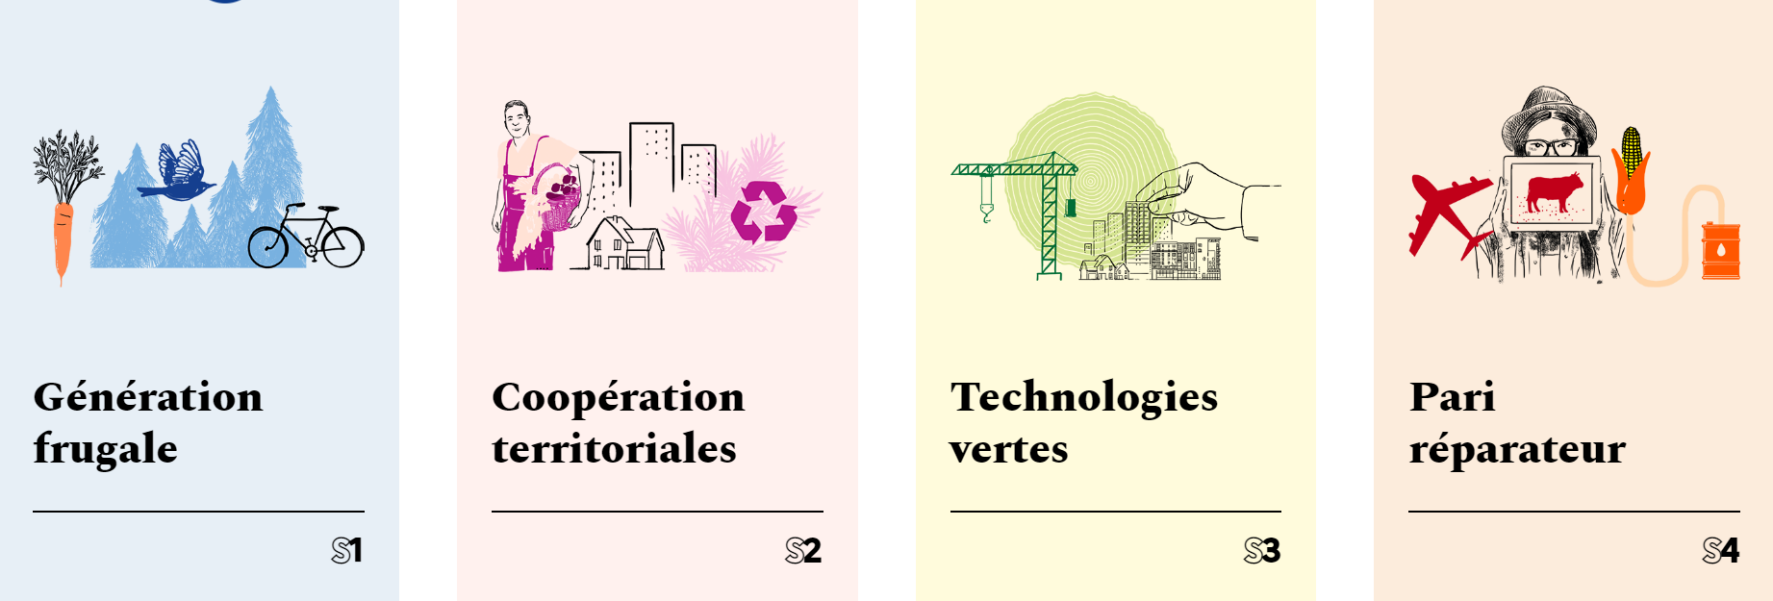 Génération
frugale
S1
Coopération
territoriales
S2
Technologies
vertes
S3
Pari
réparateur
S4